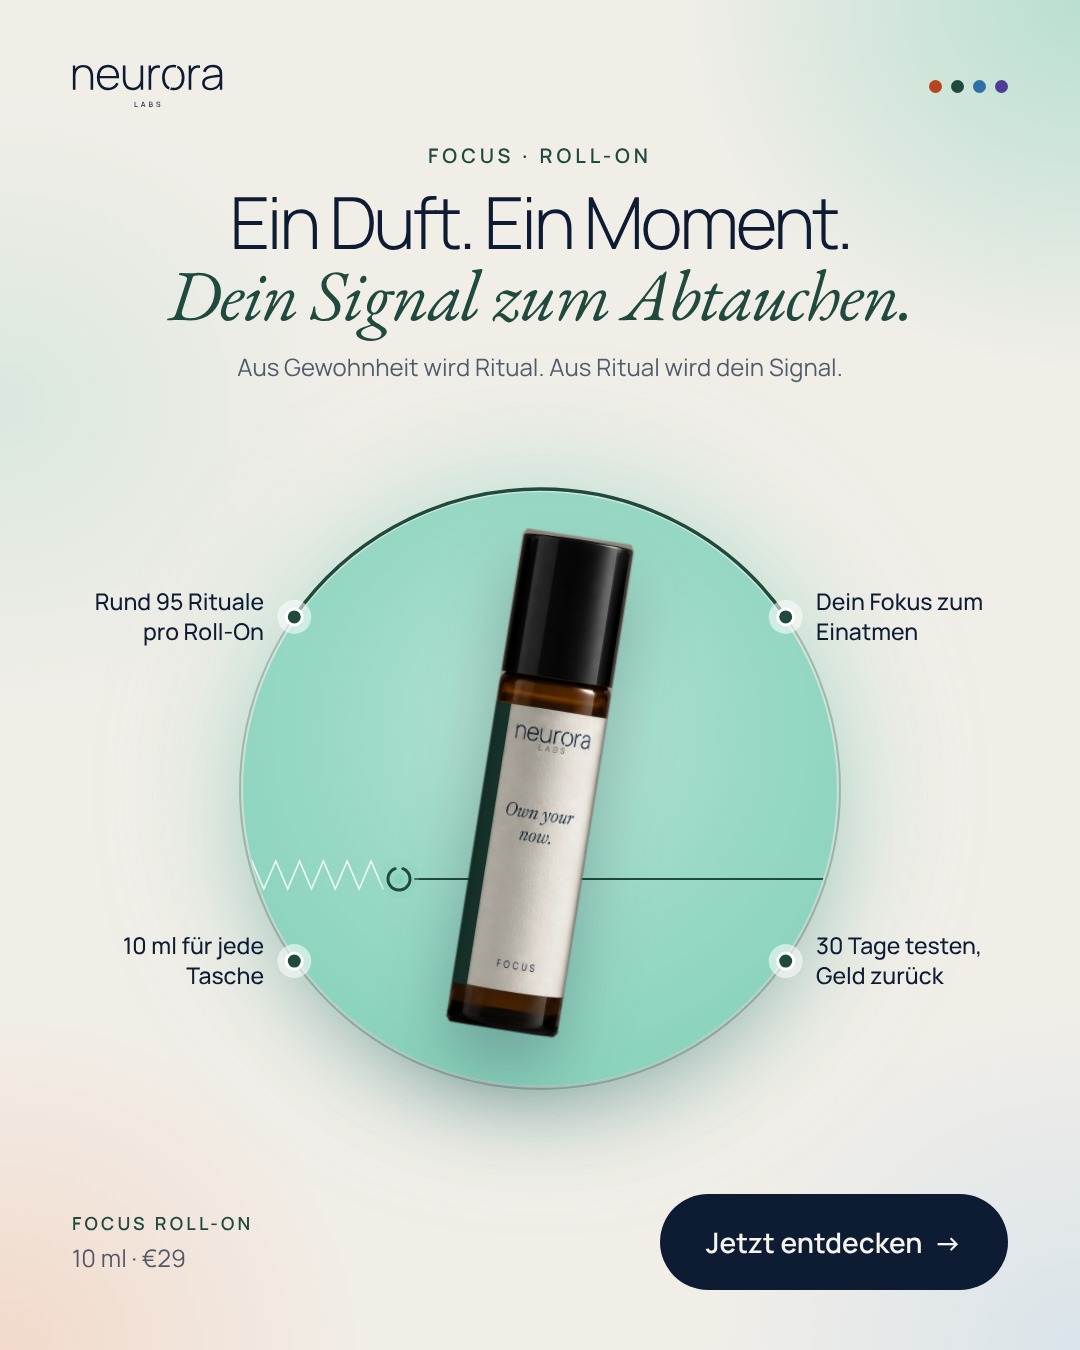 neurora
LABS
FOCUS · ROLL-ON
Ein Duft. Ein Moment.
Dein Signal zum Abtauchen.
Aus Gewohnheit wird Ritual. Aus Ritual wird dein Signal.
Rund 95 Rituale
pro Roll-On
Dein Fokus zum
Einatmen
neurora
LABS
Own your
now.
FOCUS
10 ml für jede
Tasche
30 Tage testen,
Geld zurück
FOCUS ROLL-ON
10 ml · €29
Jetzt entdecken →